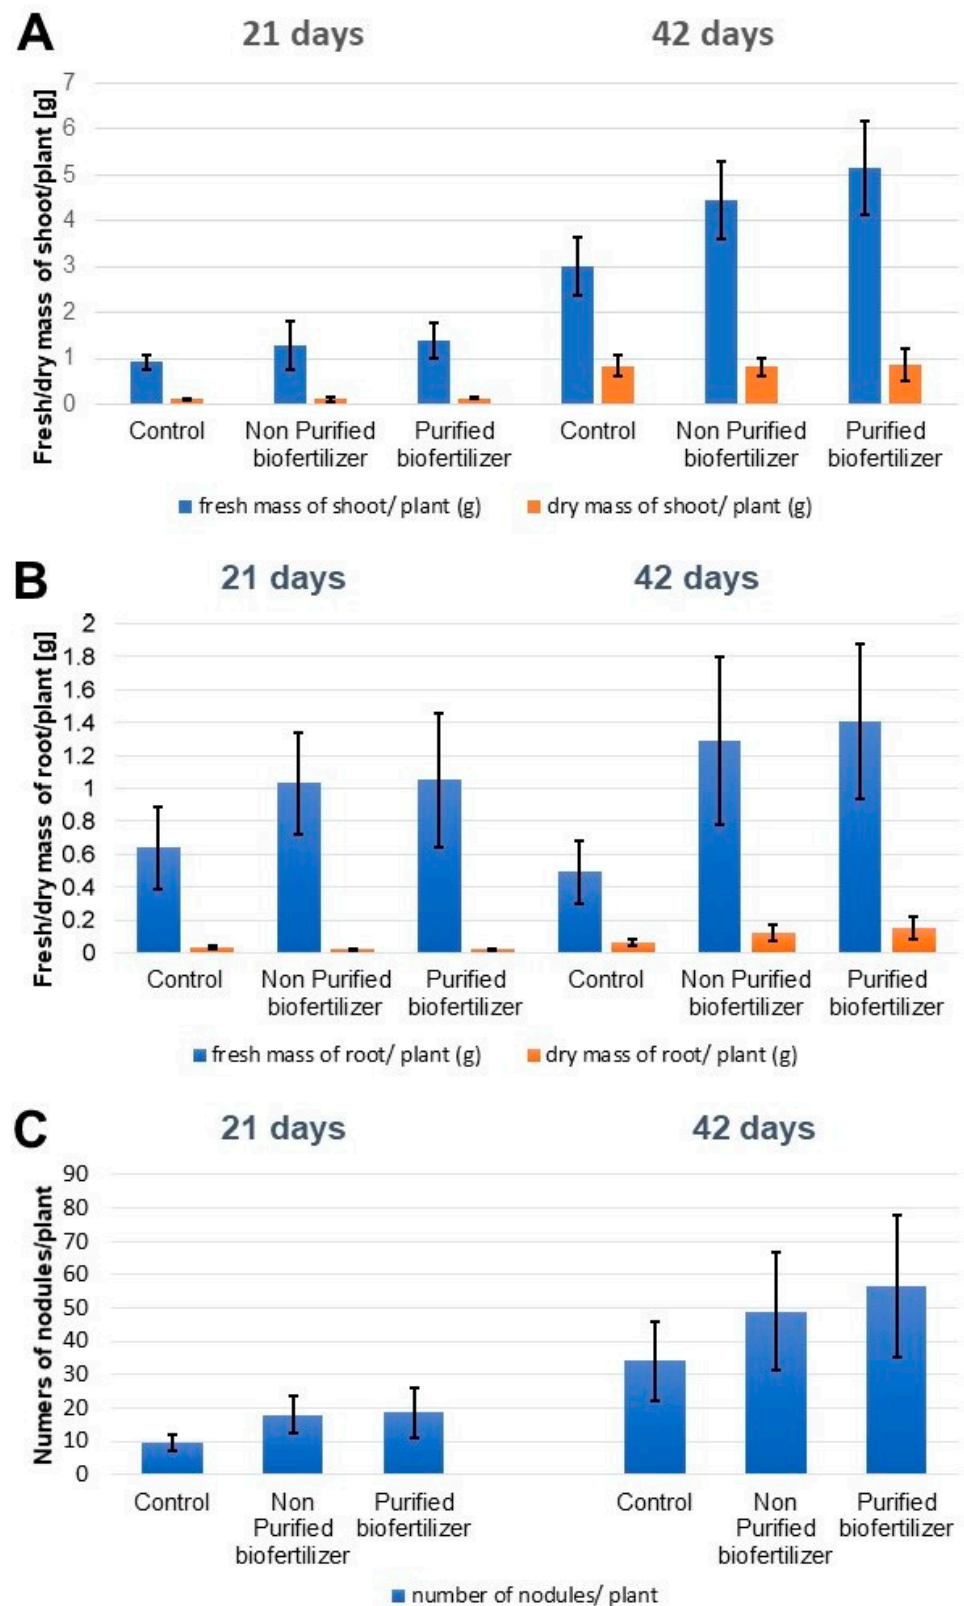 A
21 days
42 days
Fresh/dry mass of shoot/plant [g]
7
6
5
4
3
2
1
0
Control
Non Purified
biofertilizer
Purified
biofertilizer
Control
Non Purified
biofertilizer
Purified
biofertilizer
fresh mass of shoot/ plant (g)
dry mass of shoot/ plant (g)
B
21 days
42 days
Fresh/dry mass of root/plant [g]
2
1.8
1.6
1.4
1.2
1
0.8
0.6
0.4
0.2
0
Control
Non Purified
biofertilizer
Purified
biofertilizer
Control
Non Purified
biofertilizer
Purified
biofertilizer
fresh mass of root/ plant (g)
dry mass of root/ plant (g)
C
21 days
42 days
Numers of nodules/plant
90
80
70
60
50
40
30
20
10
0
Control
Non
Purified
biofertilizer
Purified
biofertilizer
Control
Non
Purified
biofertilizer
Purified
biofertilizer
number of nodules/ plant